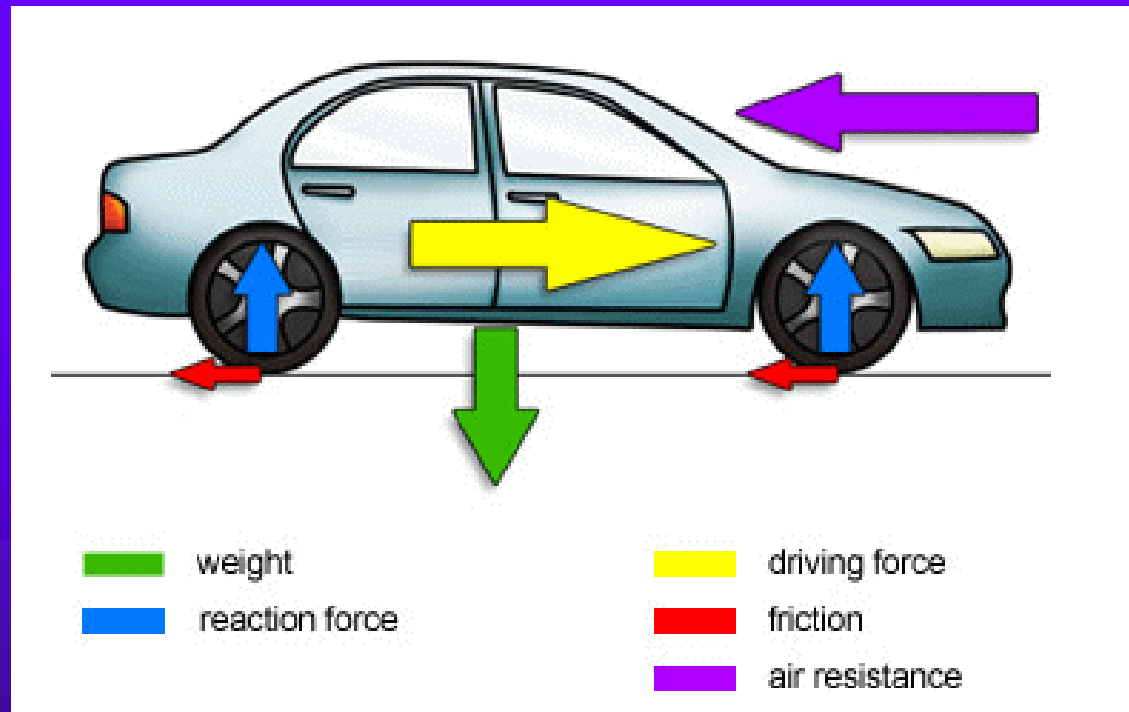 weight
reaction force
driving force
friction
air resistance